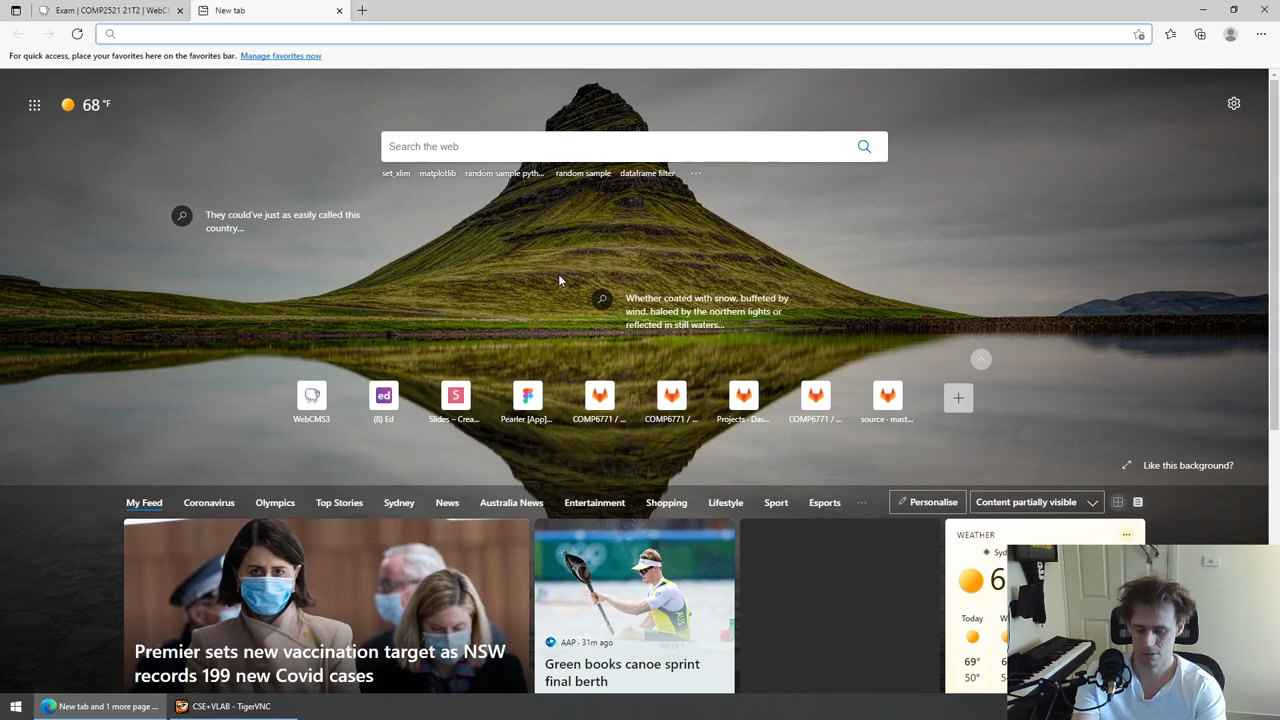 Exam | COMP2521 21T2 | WebC
New tab
For quick access, place your favorites here on the favorites bar. Manage favorites now
68 °F
Search the web
set_xlim matplotlib random sample pyth... random sample dataframe filter ...
They could've just as easily called this
country...
Whether coated with snow, buffeted by
wind, haloed by the northern lights or
reflected in still waters...
ed S
WebCMS3 (8) Ed Slides – Crea... Pearler [App]... COMP6771 / ... COMP6771 / ... Projects · Das... COMP6771 / ... source · mast...
Like this background?
My Feed Coronavirus Olympics Top Stories Sydney News Australia News Entertainment Shopping Lifestyle Sport Esports ... Personalise Content partially visible
WEATHER ...
Syd
6
AAP · 31m ago
Today W
Premier sets new vaccination target as NSW
records 199 new Covid cases
Green books canoe sprint
final berth
69° 6
50° 5
New tab and 1 more page ... CSE+VLAB - TigerVNC